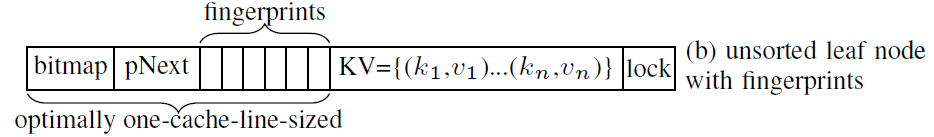 fingerprints
bitmap pNext KV={(k₁,v₁)...(kₙ,vₙ)} lock
(b) unsorted leaf node
with fingerprints
optimally one-cache-line-sized